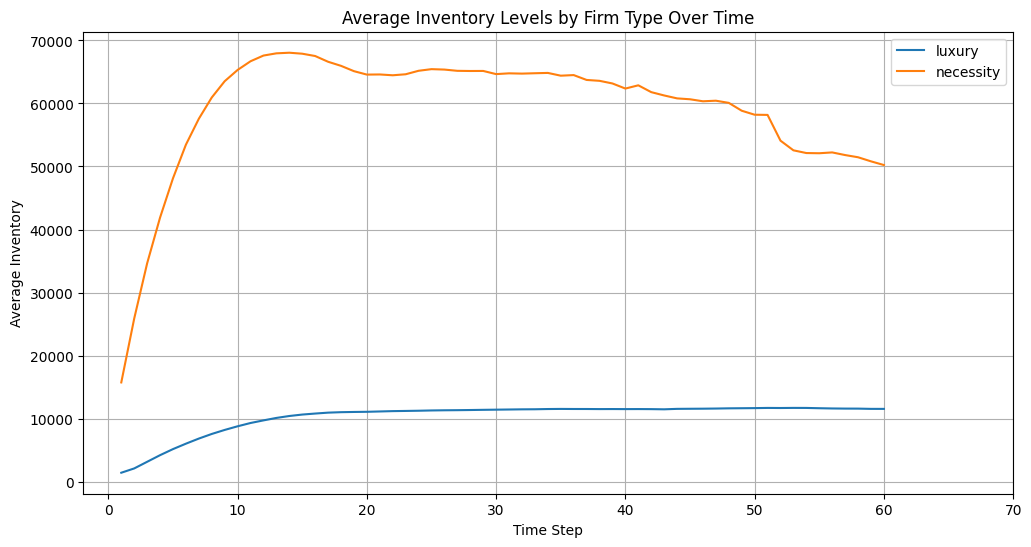 Average Inventory Levels by Firm Type Over Time
luxury
necessity
Average Inventory
70000
60000
50000
40000
30000
20000
10000
0
0 10 20 30 40 50 60 70
Time Step